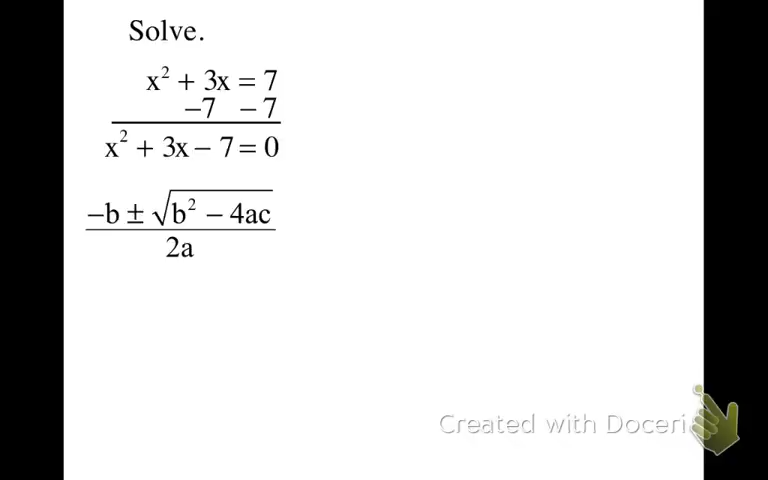 Solve.
x² + 3x = 7
−7 − 7
x² + 3x − 7 = 0
−b ± √b² − 4ac
2a
Created with Doceri